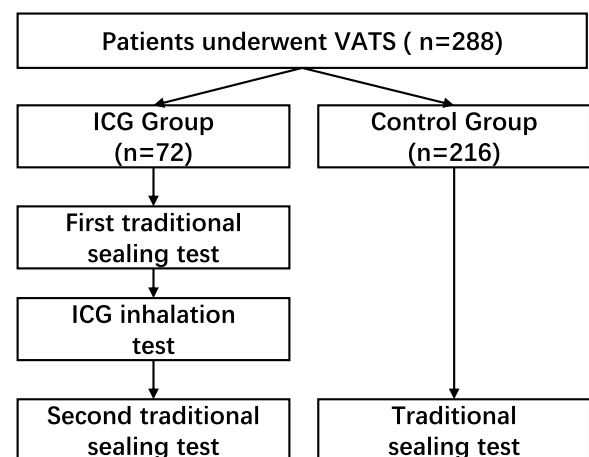 Patients underwent VATS ( n=288)
ICG Group
(n=72)
Control Group
(n=216)
First traditional
sealing test
ICG inhalation
test
Second traditional
sealing test
Traditional
sealing test